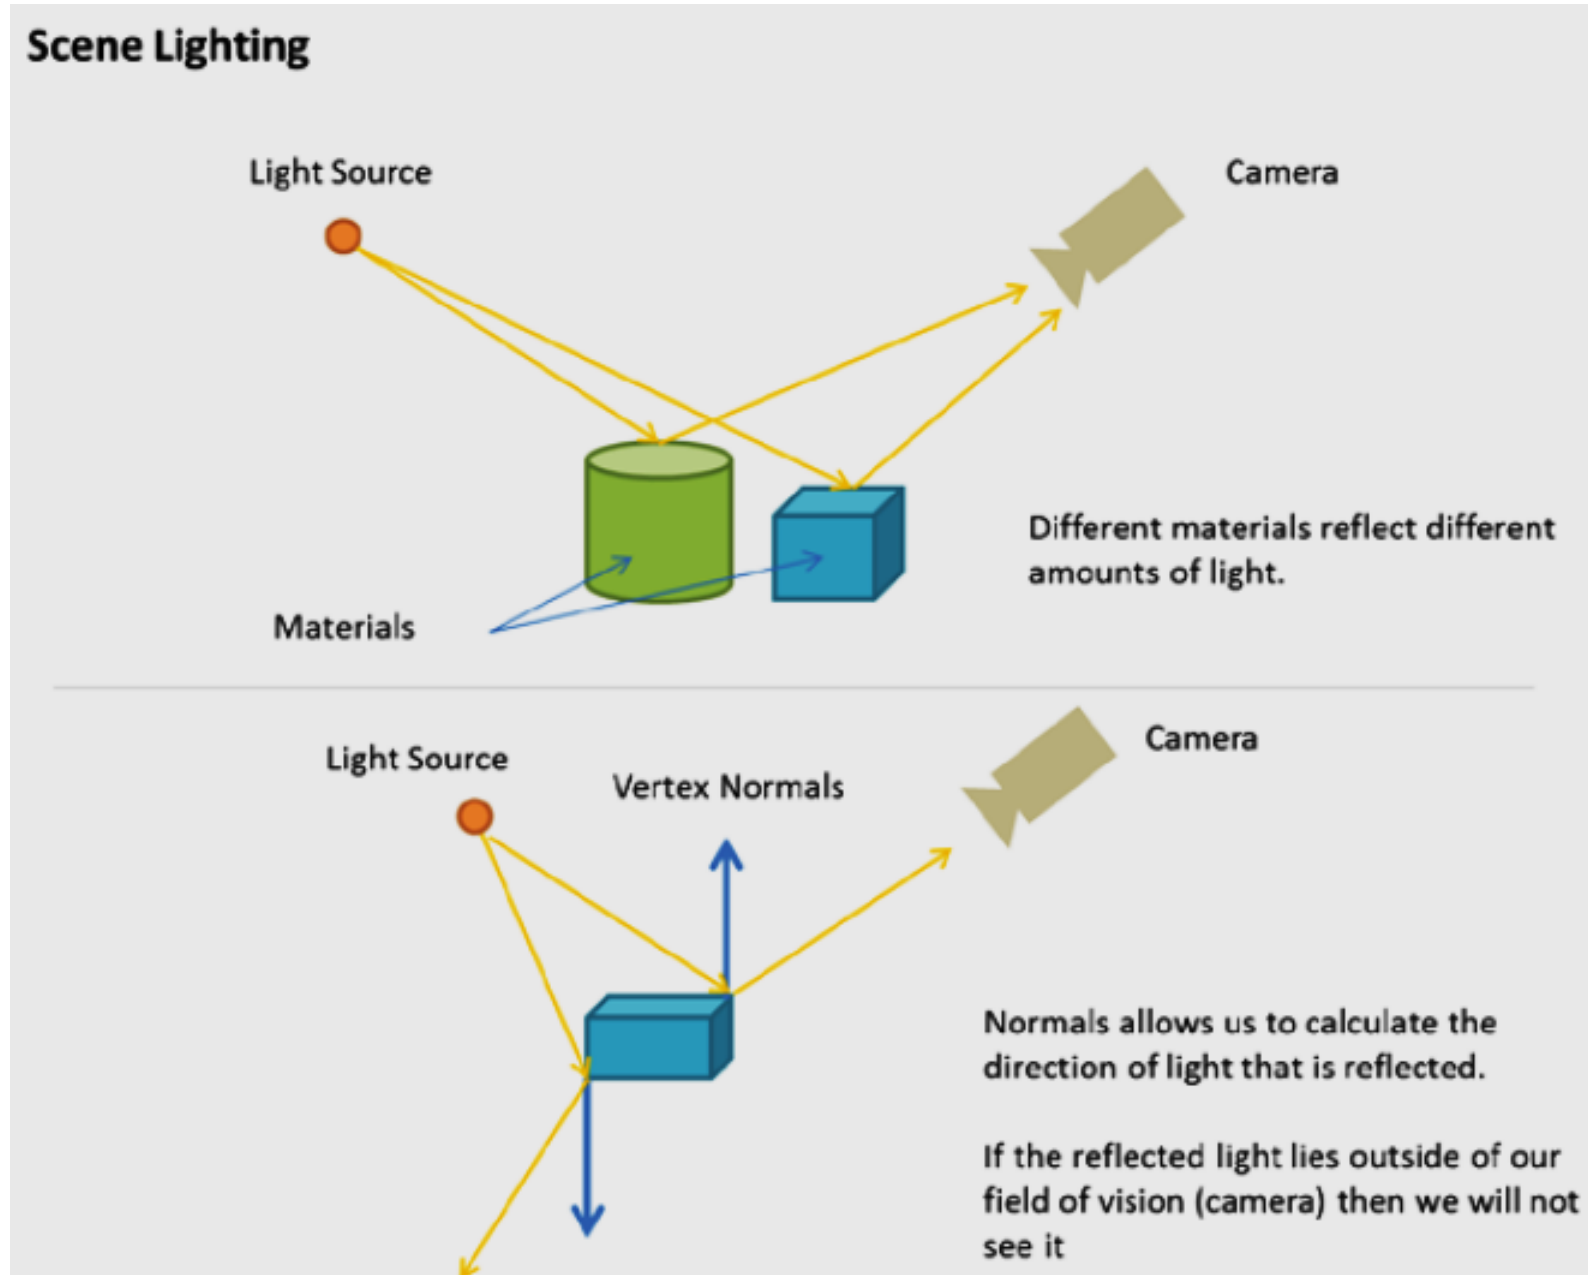 Scene Lighting
Light Source
Camera
Different materials reflect different
amounts of light.
Materials
Light Source
Vertex Normals
Camera
Normals allows us to calculate the
direction of light that is reflected.
If the reflected light lies outside of our
field of vision (camera) then we will not
see it